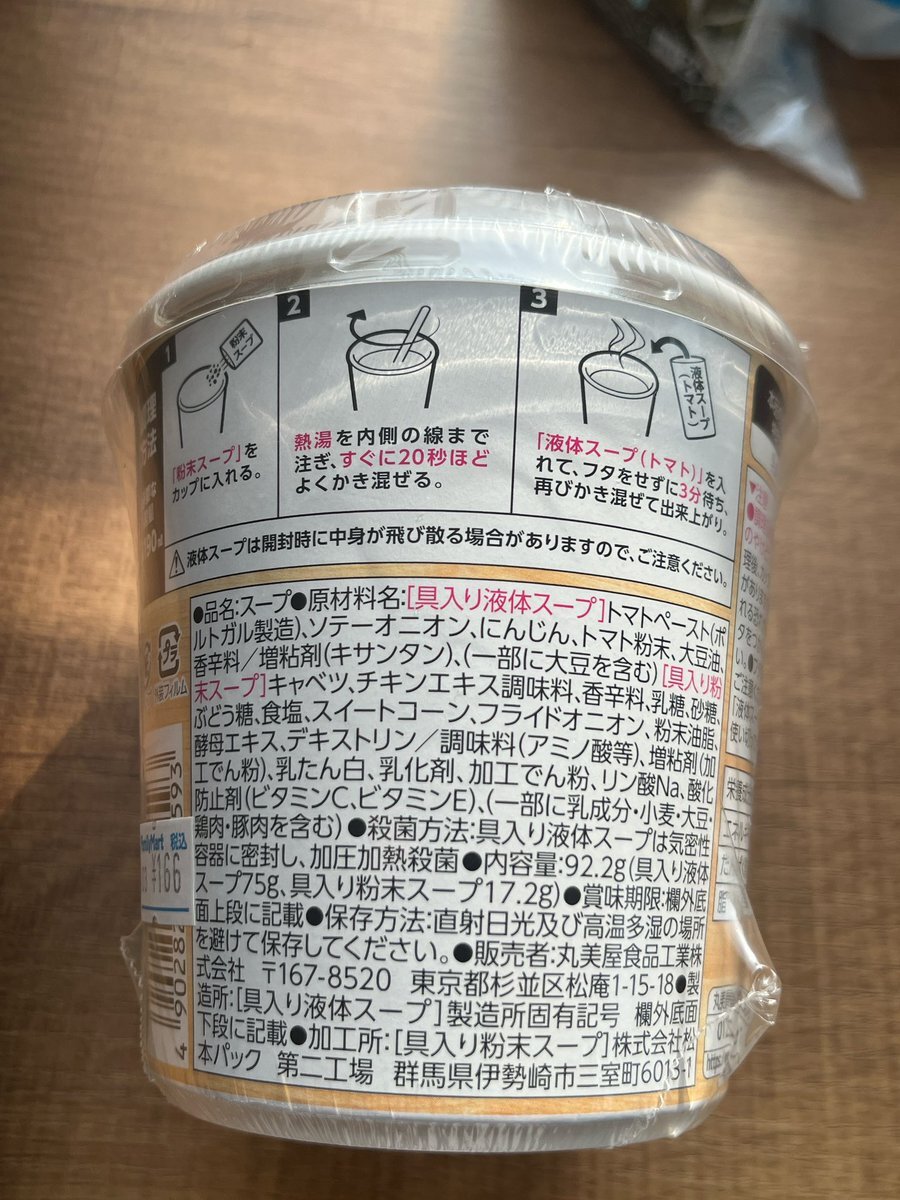 1
粉末
スープ
「粉末スープ」を
カップに入れる。
2
熱湯を内側の線まで
注ぎ、すぐに20秒ほど
よくかき混ぜる。
3
液体スープ
(トマト)
「液体スープ(トマト)」を入
れて、フタをせずに3分待ち、
再びかき混ぜて出来上がり。
液体スープは開封時に中身が飛び散る場合がありますので、ご注意ください。
●品名:スープ●原材料名:[具入り液体スープ]トマトペースト(ポ
ルトガル製造)、ソテーオニオン、にんじん、トマト粉末、大豆油、
香辛料/増粘剤(キサンタン)、(一部に大豆を含む)[具入り粉
末スープ]キャベツ、チキンエキス調味料、香辛料、乳糖、砂糖、
ぶどう糖、食塩、スイートコーン、フライドオニオン、粉末油脂、
酵母エキス、デキストリン/調味料(アミノ酸等)、増粘剤(加
工でん粉)、乳たん白、乳化剤、加工でん粉、リン酸Na、酸化
防止剤(ビタミンC、ビタミンE)、(一部に乳成分・小麦・大豆・
鶏肉・豚肉を含む)●殺菌方法:具入り液体スープは気密性
容器に密封し、加圧加熱殺菌●内容量:92.2g(具入り液体
スープ75g、具入り粉末スープ17.2g)●賞味期限:欄外底
面上段に記載●保存方法:直射日光及び高温多湿の場所
を避けて保存してください。●販売者:丸美屋食品工業株
式会社 〒167-8520 東京都杉並区松庵1-15-18●製
造所:[具入り液体スープ]製造所固有記号 欄外底面
下段に記載●加工所:[具入り粉末スープ]株式会社松
本パック 第二工場 群馬県伊勢崎市三室町6013-1
プラ
FamilyMart 税込
¥166